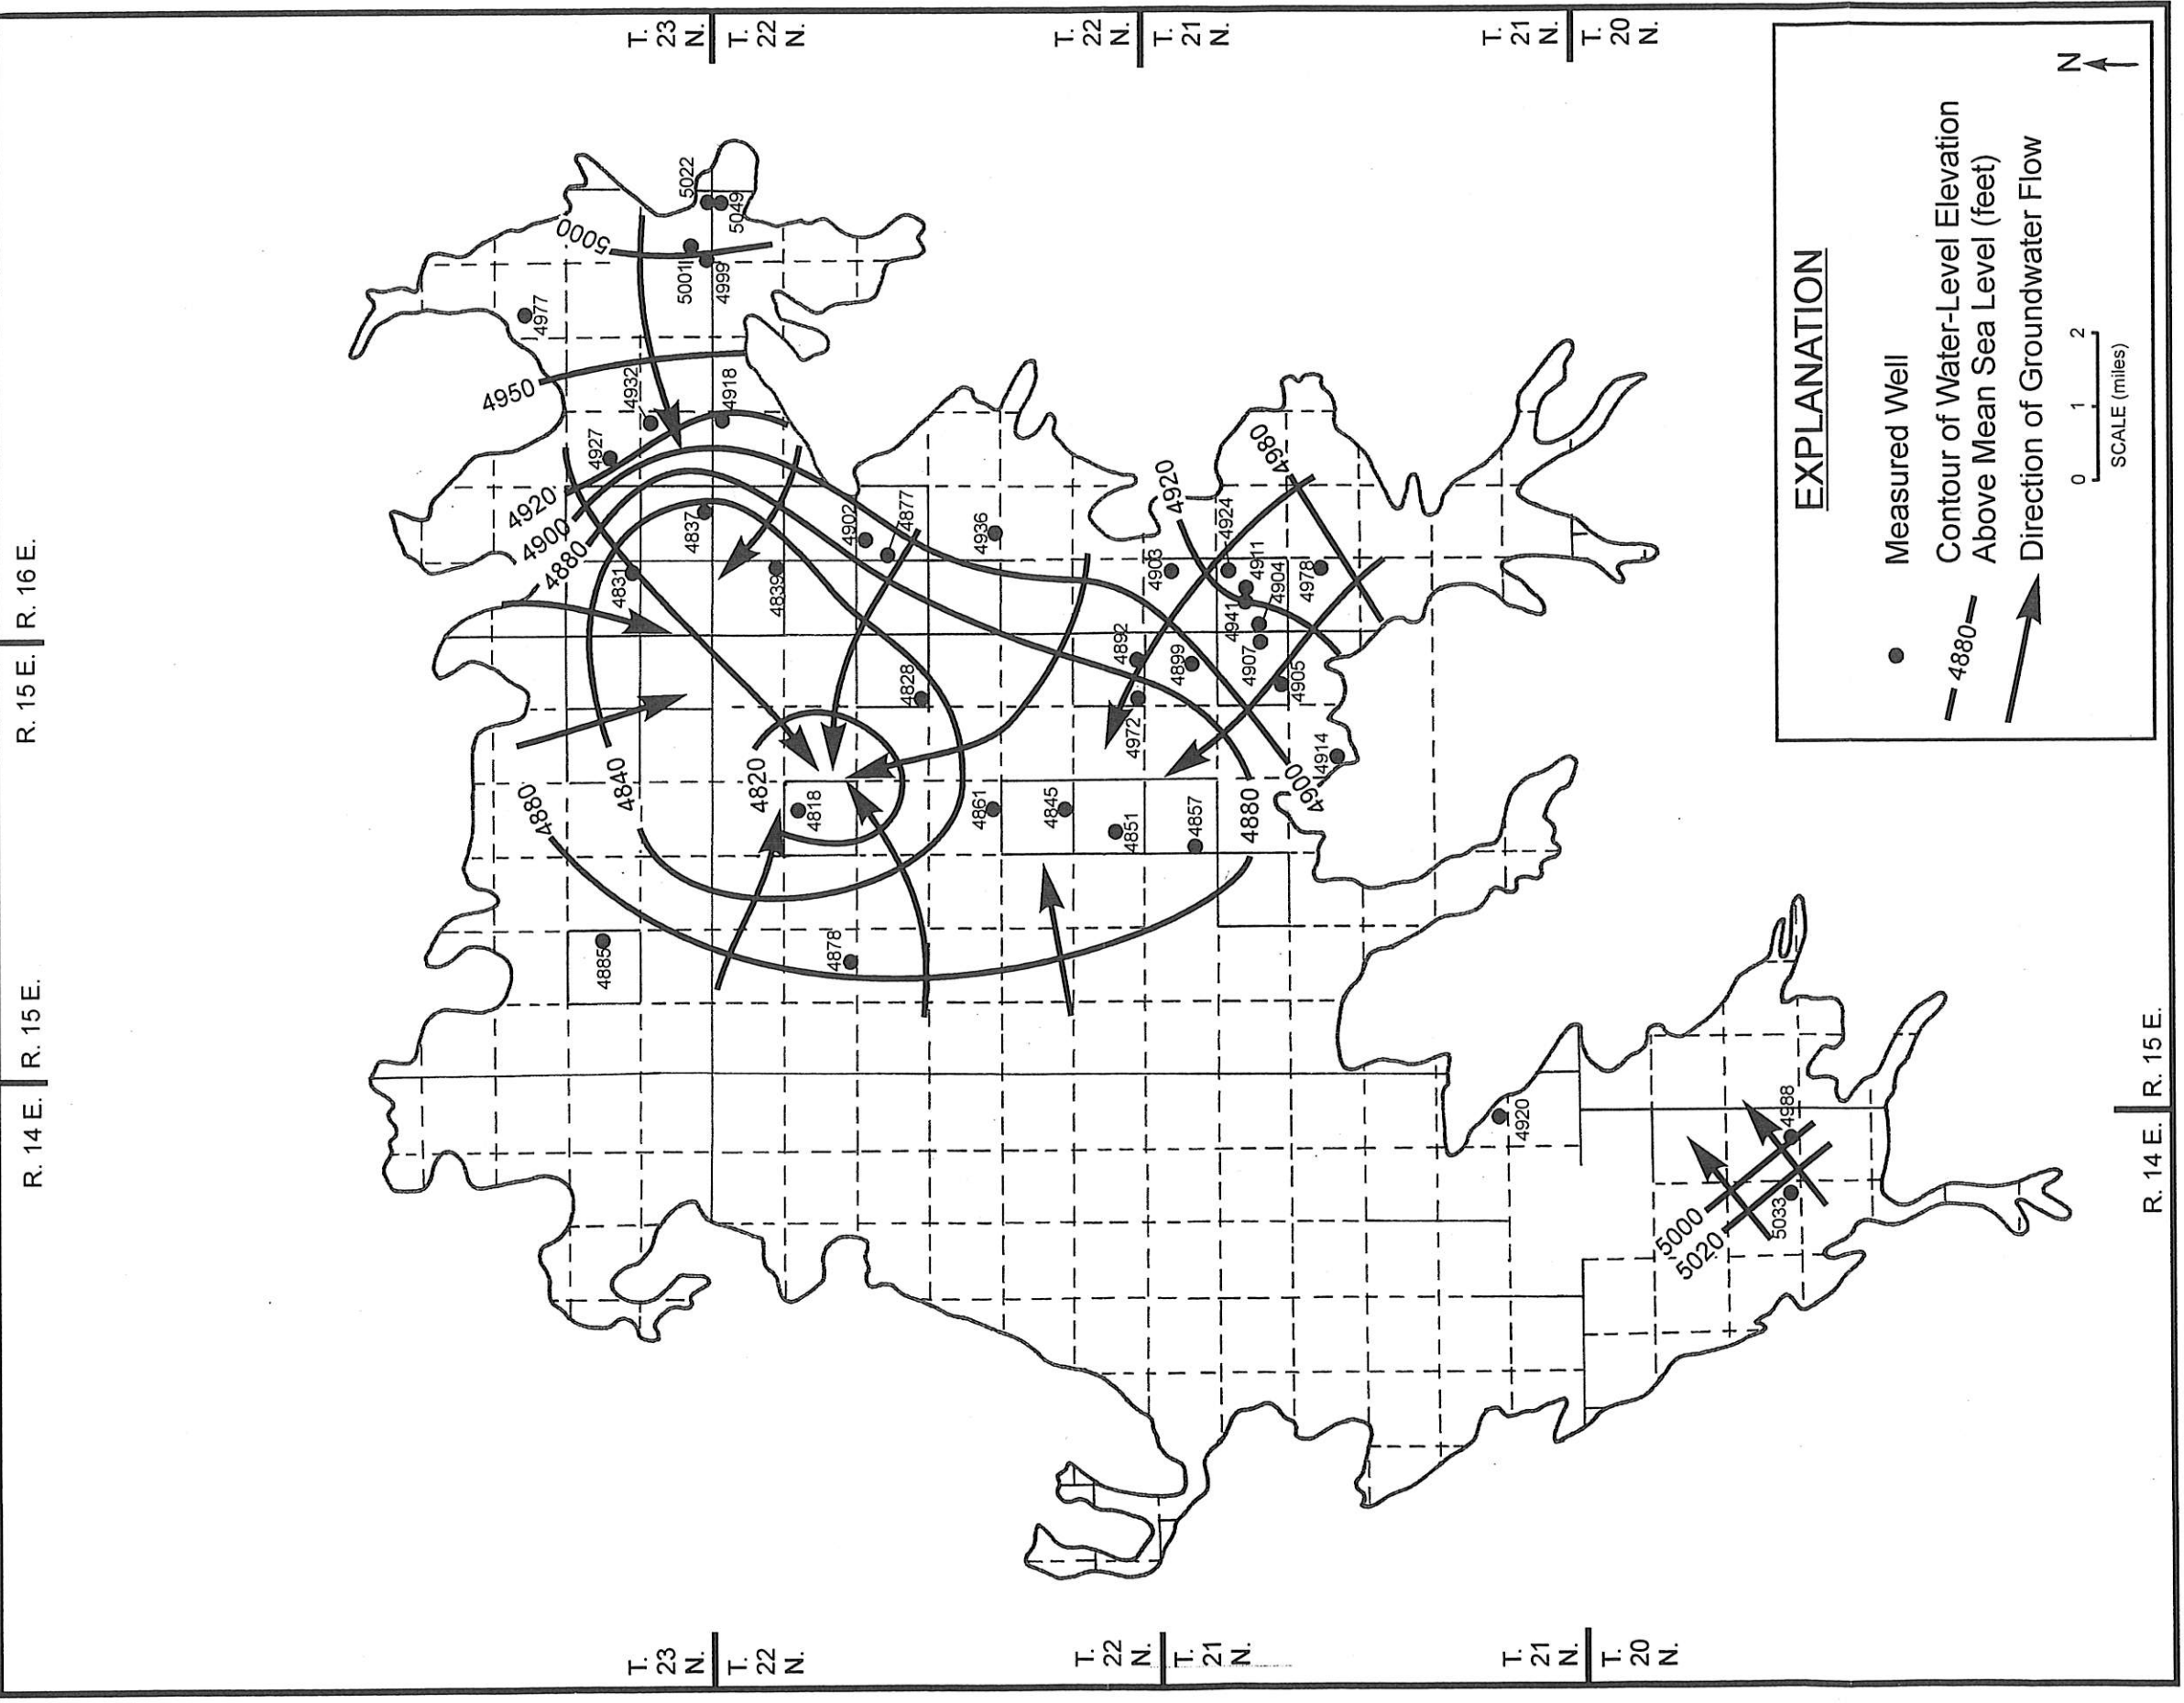 R. 14 E.
R. 15 E.
R. 15 E.
R. 16 E.
T.
23
N.
T.
22
N.
T.
22
N.
T.
21
N.
T.
21
N.
T.
20
N.
T.
23
N.
T.
22
N.
T.
22
N.
T.
21
N.
T.
21
N.
T.
20
N.
R. 14 E.
R. 15 E.
5022
5049
5000
5001
4999
4977
4950
4932
4918
4927
4920
4900
4880
4837
4831
4839
4902
4877
4936
4920
4980
4924
4903
4911
4904
4978
4941
4892
4899
4907
4905
4972
4914
4900
4828
4840
4820
4818
4880
4861
4845
4851
4857
4880
4885
4878
4920
4988
5033
5000
5020
EXPLANATION
Measured Well
4880
Contour of Water-Level Elevation
Above Mean Sea Level (feet)
Direction of Groundwater Flow
0 1 2
SCALE (miles)
N